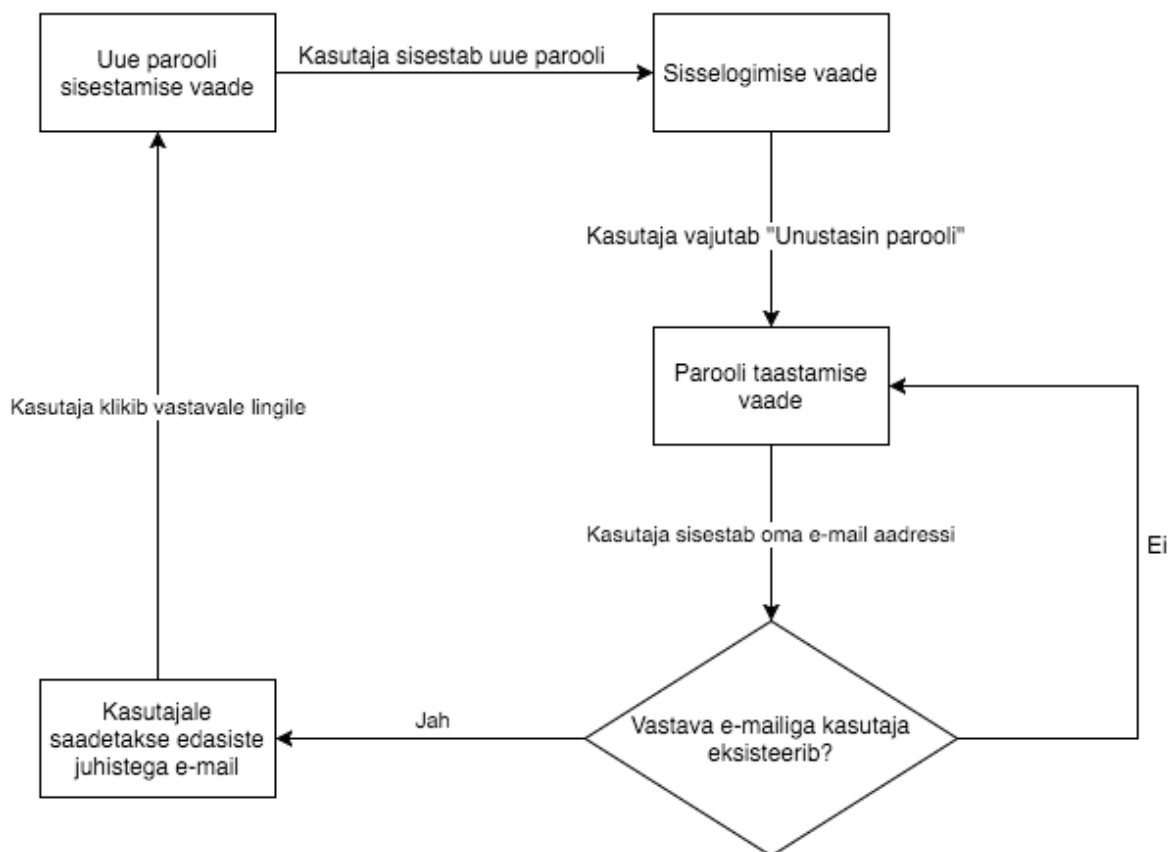 Uue parooli
sisestamise vaade
Kasutaja sisestab uue parooli
Sisselogimise vaade
Kasutaja vajutab "Unustasin parooli"
Parooli taastamise
vaade
Kasutaja klikib vastavale lingile
Kasutaja sisestab oma e-mail aadressi
Ei
Kasutajale
saadetakse edasiste
juhistega e-mail
Jah
Vastava e-mailiga kasutaja
eksisteerib?